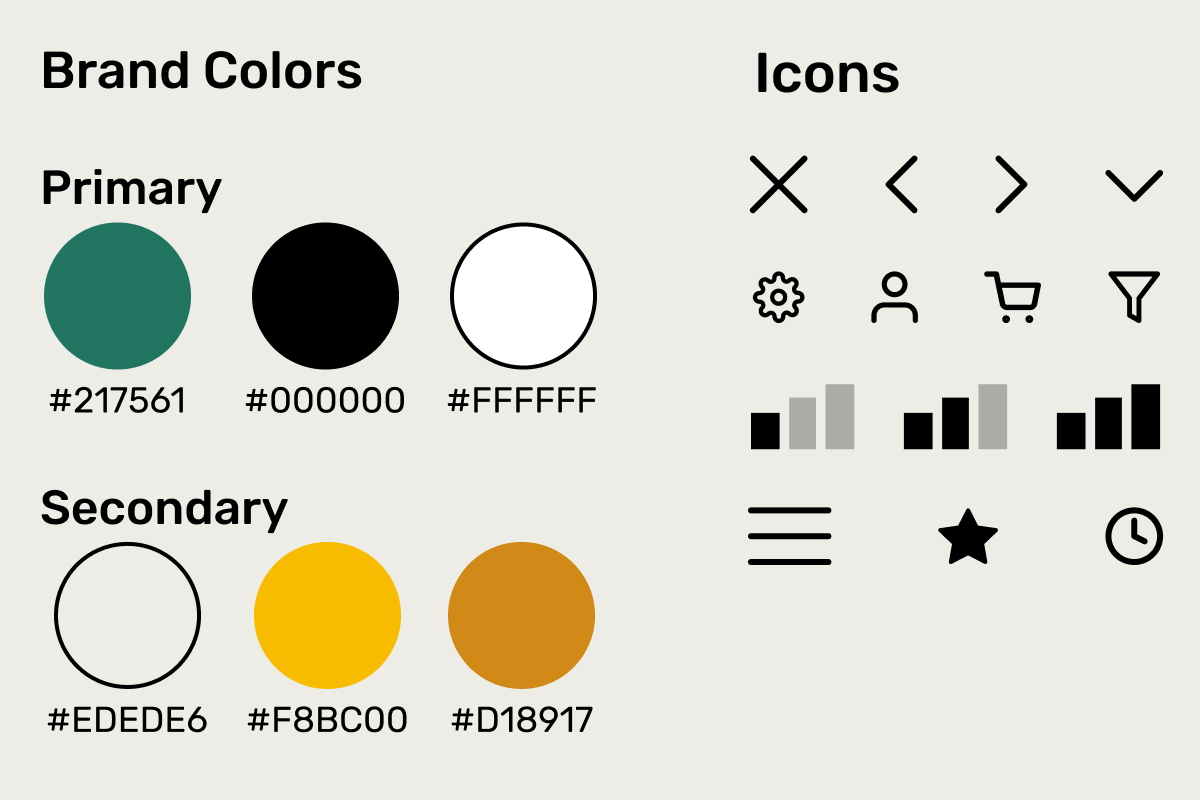 Brand Colors
Primary
#217561
#000000
#FFFFFF
Secondary
#EDEDE6
#F8BC00
#D18917
Icons